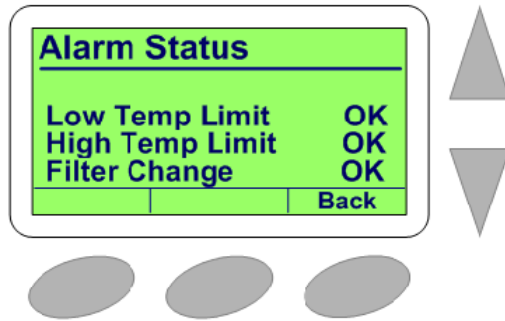 Alarm Status
Low Temp Limit OK
High Temp Limit OK
Filter Change OK
Back